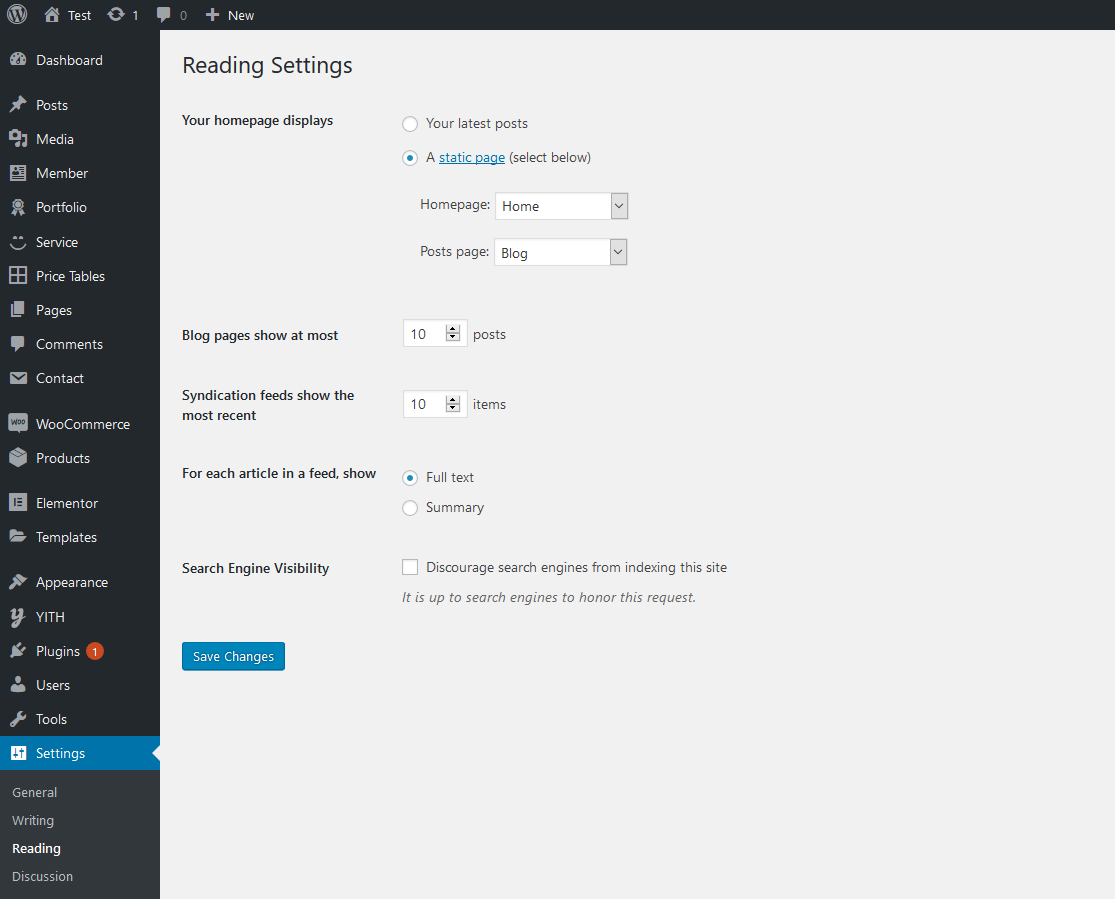 Test 1 0 New
Dashboard
Posts
Media
Member
Portfolio
Service
Price Tables
Pages
Comments
Contact
WOO WooCommerce
Products
Elementor
Templates
Appearance
YITH
Plugins 1
Users
Tools
Settings
General
Writing
Reading
Discussion
Reading Settings
Your homepage displays
Your latest posts
A static page (select below)
Homepage: Home
Posts page: Blog
Blog pages show at most
10 posts
Syndication feeds show the
most recent
10 items
For each article in a feed, show
Full text
Summary
Search Engine Visibility
Discourage search engines from indexing this site
It is up to search engines to honor this request.
Save Changes